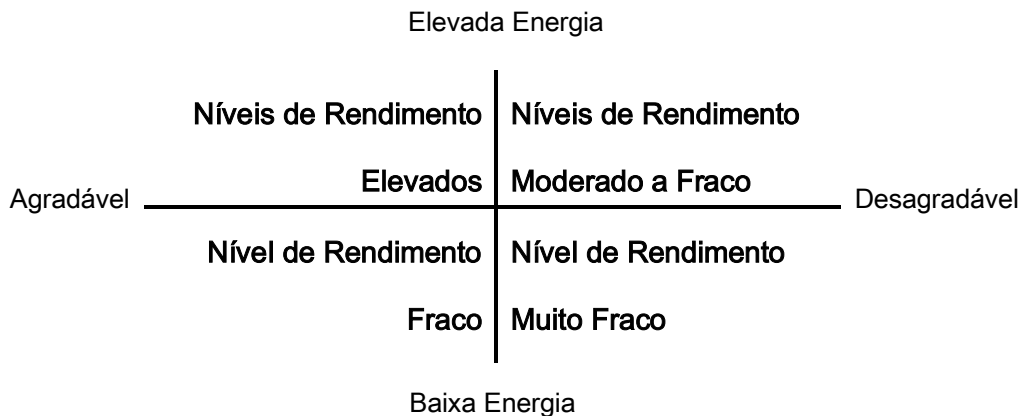 Elevada Energia
Níveis de Rendimento
Elevados
Níveis de Rendimento
Moderado a Fraco
Agradável
Desagradável
Nível de Rendimento
Fraco
Nível de Rendimento
Muito Fraco
Baixa Energia